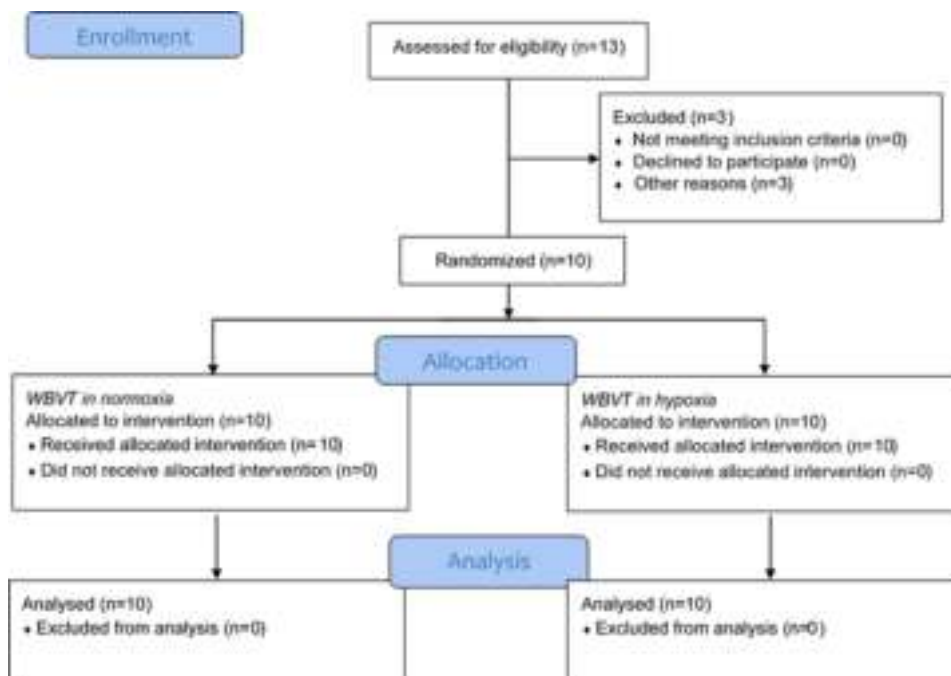 Enrollment
Assessed for eligibility (n=13)
Excluded (n=3)
• Not meeting inclusion criteria (n=0)
• Declined to participate (n=0)
• Other reasons (n=3)
Randomized (n=10)
Allocation
WBVT in normoxia
Allocated to intervention (n=10)
• Received allocated intervention (n=10)
• Did not receive allocated intervention (n=0)
WBVT in hypoxia
Allocated to intervention (n=10)
• Received allocated intervention (n=10)
• Did not receive allocated intervention (n=0)
Analysis
Analysed (n=10)
• Excluded from analysis (n=0)
Analysed (n=10)
• Excluded from analysis (n=0)